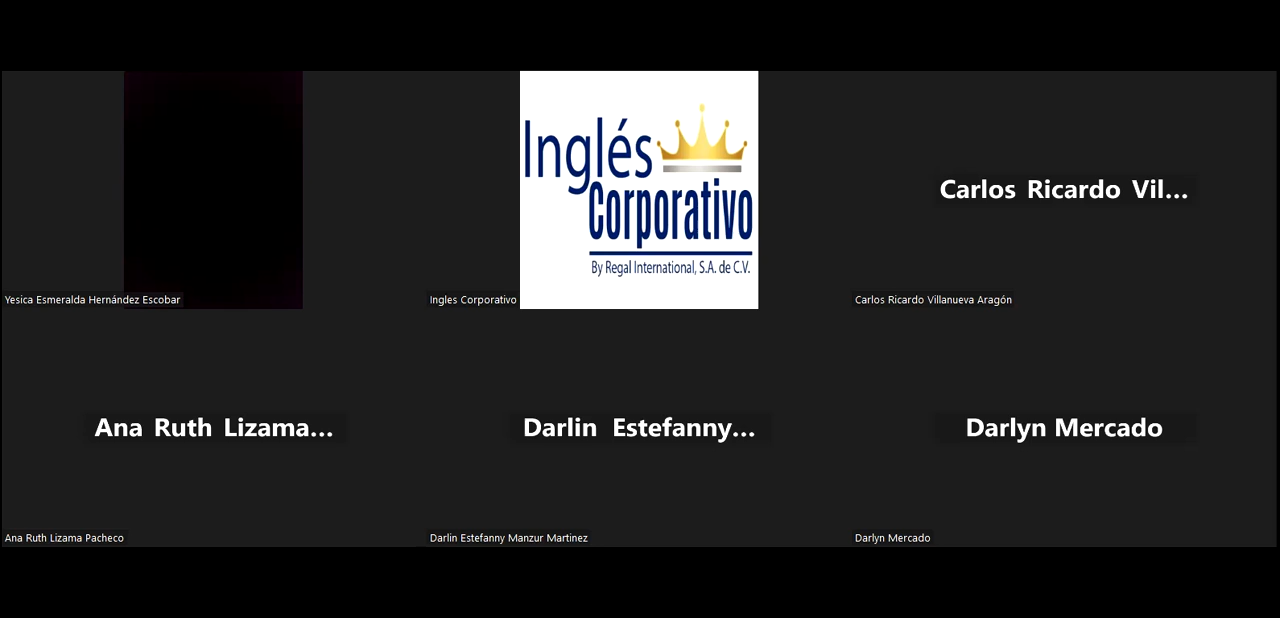 Inglés
Corporativo
By Regal International, S.A. de C.V.
Carlos Ricardo Vil...
Yesica Esmeralda Hernández Escobar
Ingles Corporativo
Carlos Ricardo Villanueva Aragón
Ana Ruth Lizama...
Darlin Estefanny...
Darlyn Mercado
Ana Ruth Lizama Pacheco
Darlin Estefanny Manzur Martinez
Darlyn Mercado